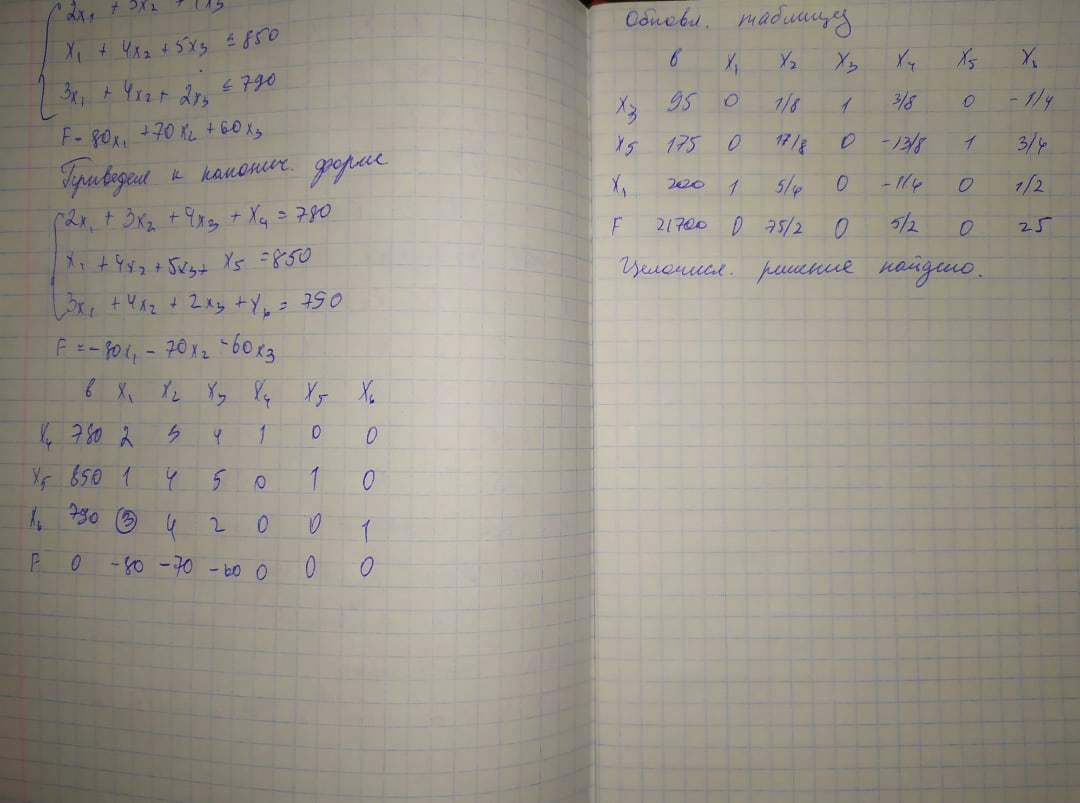 2x₁ + 3x₂ + 4x₃
x₁ + 4x₂ + 5x₃ ≤ 850
3x₁ + 4x₂ + 2x₃ ≤ 790
F = 80x₁ + 70x₂ + 60x₃
Приведем к канонич. форме
2x₁ + 3x₂ + 4x₃ + x₄ = 780
x₁ + 4x₂ + 5x₃ + x₅ = 850
3x₁ + 4x₂ + 2x₃ + x₆ = 790
F = -80x₁ - 70x₂ - 60x₃
в x₁ x₂ x₃ x₄ x₅ x₆
x₄ 780 2 3 4 1 0 0
x₅ 850 1 4 5 0 1 0
x₆ 790 3 4 2 0 0 1
F 0 -80 -70 -60 0 0 0
Обновл. таблицу
в x₁ x₂ x₃ x₄ x₅ x₆
x₃ 95 0 1/8 1 3/8 0 -1/4
x₅ 175 0 17/8 0 -13/8 1 3/4
x₁ 200 1 5/4 0 -1/4 0 1/2
F 21700 0 75/2 0 5/2 0 25
Целочисл. решение найдено.